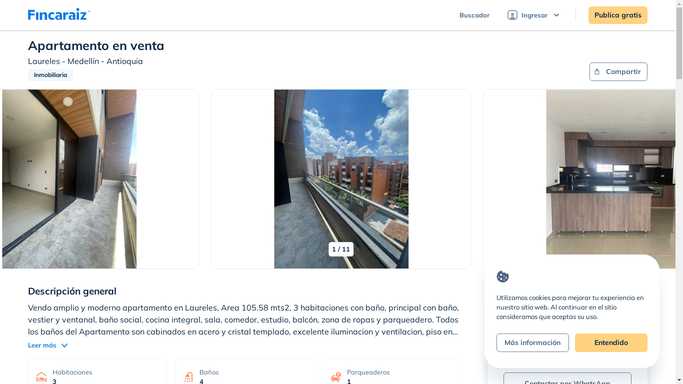 Fincaraiz
Buscador
Ingresar
Publica gratis
Apartamento en venta
Laureles - Medellín - Antioquia
Inmobiliaria
Compartir
1 / 11
Descripción general
Vendo amplio y moderno apartamento en Laureles, Area 105.58 mts2, 3 habitaciones con baño, principal con baño,
vestier y ventanal, baño social, cocina integral, sala, comedor, estudio, balcón, zona de ropas y parqueadero. Todos
los baños del Apartamento son cabinados en acero y cristal templado, excelente iluminacion y ventilacion, piso en...
Leer más
Habitaciones
3
Baños
4
Parqueaderos
1
Utilizamos cookies para mejorar tu experiencia en
nuestro sitio web. Al continuar en el sitio
consideramos que aceptas su uso.
Más información
Entendido
Contactar por WhatsApp